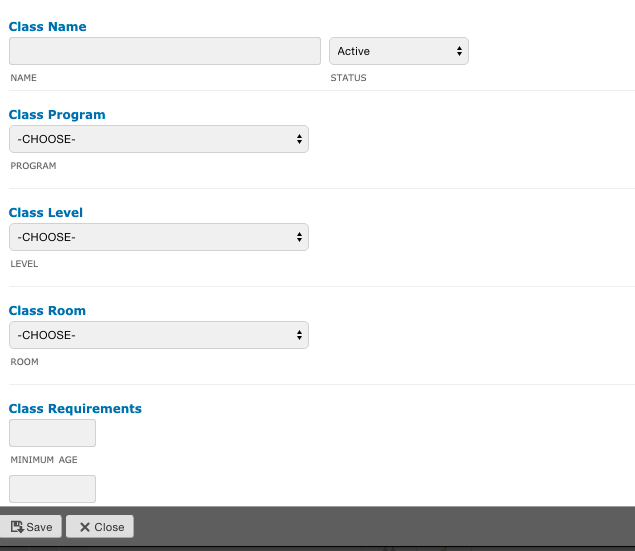 Class Name
Active
NAME STATUS
Class Program
-CHOOSE-
PROGRAM
Class Level
-CHOOSE-
LEVEL
Class Room
-CHOOSE-
ROOM
Class Requirements
MINIMUM AGE
Save Close